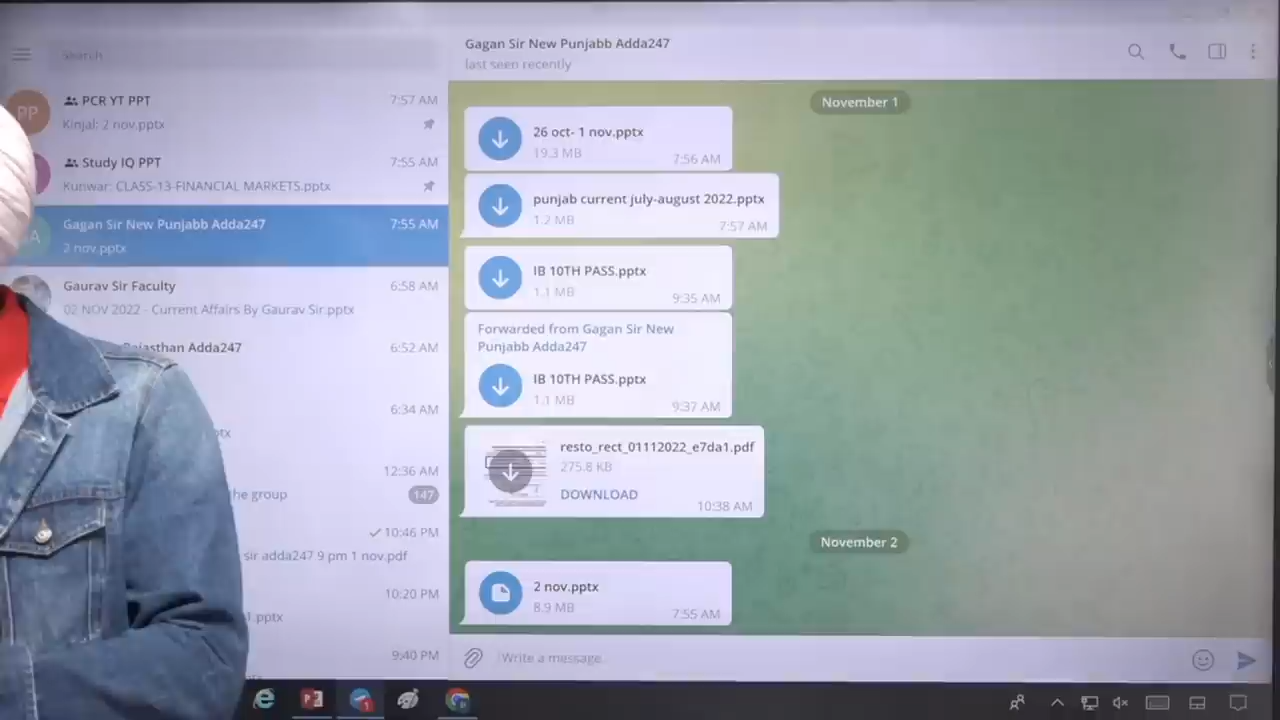 Search
PP
PCR YT PPT 7:57 AM
Kinjal: 2 nov.pptx
Study IQ PPT 7:55 AM
Kunwar: CLASS-13-FINANCIAL MARKETS.pptx
Gagan Sir New Punjabb Adda247 7:55 AM
2 nov.pptx
Gaurav Sir Faculty 6:58 AM
02 NOV 2022 - Current Affairs By Gaurav Sir.pptx
Rajasthan Adda247 6:52 AM
6:34 AM
12:36 AM
he group 147
10:46 PM
sir adda247 9 pm 1 nov.pdf
10:20 PM
1.pptx
9:40 PM
Gagan Sir New Punjabb Adda247
last seen recently
November 1
26 oct- 1 nov.pptx
19.3 MB 7:56 AM
punjab current july-august 2022.pptx
1.2 MB 7:57 AM
IB 10TH PASS.pptx
1.1 MB 9:35 AM
Forwarded from Gagan Sir New
Punjabb Adda247
IB 10TH PASS.pptx
1.1 MB 9:37 AM
resto_rect_01112022_e7da1.pdf
275.8 KB
DOWNLOAD
10:38 AM
November 2
2 nov.pptx
8.9 MB 7:55 AM
Write a message...